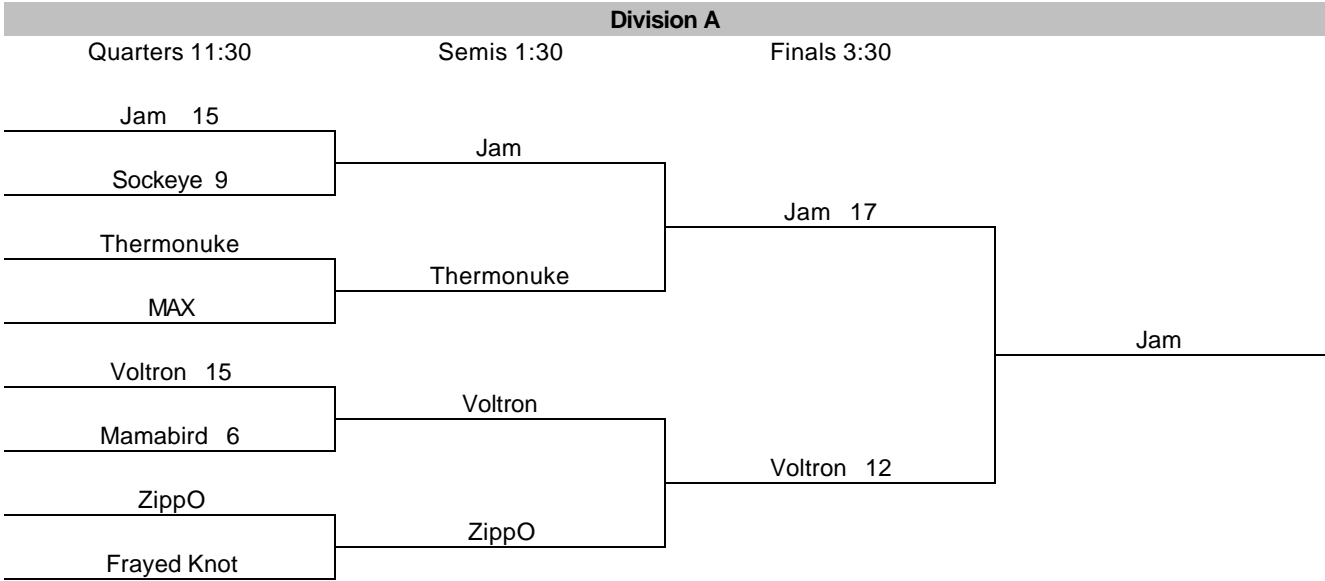 Division A
Quarters 11:30 Semis 1:30 Finals 3:30
Jam 15
Jam
Sockeye 9
Jam 17
Thermonuke
Thermonuke
MAX
Jam
Voltron 15
Voltron
Mamabird 6
Voltron 12
ZippO
ZippO
Frayed Knot